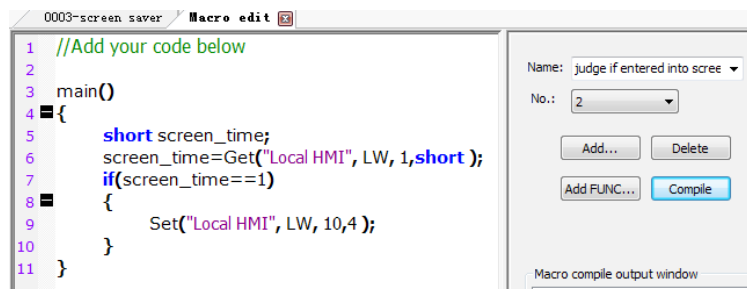 0003-screen saver
Macro edit
1 //Add your code below
2
3 main()
4 {
5 short screen_time;
6 screen_time=Get("Local HMI", LW, 1,short );
7 if(screen_time==1)
8 {
9 Set("Local HMI", LW, 10,4 );
10 }
11 }
Name: judge if entered into scree
No.: 2
Add... Delete
Add FUNC... Compile
Macro compile output window